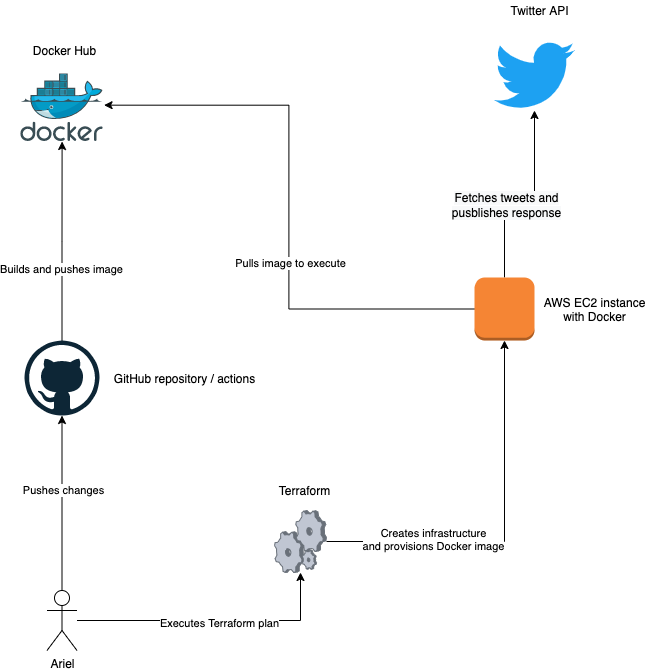 Twitter API
Docker Hub
docker
Fetches tweets and
pusblishes response
Pulls image to execute
Builds and pushes image
AWS EC2 instance
with Docker
GitHub repository / actions
Pushes changes
Terraform
Creates infrastructure
and provisions Docker image
Executes Terraform plan
Ariel